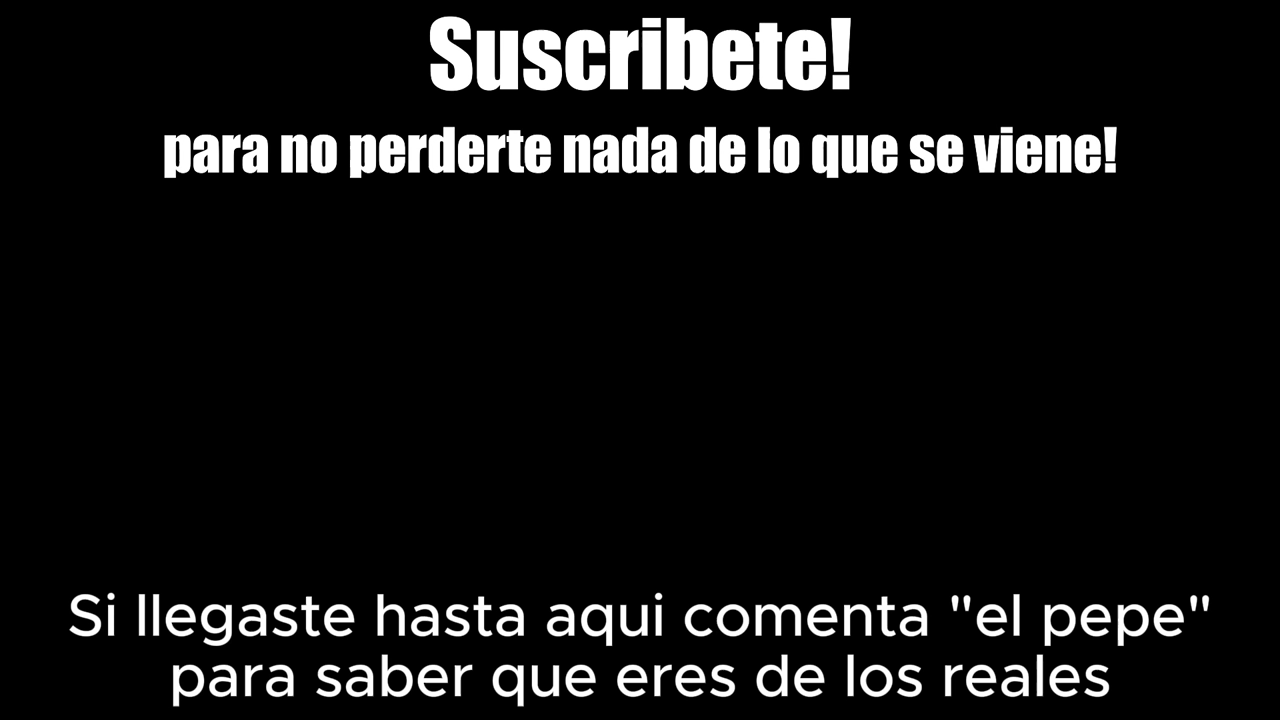 Suscribete!
para no perderte nada de lo que se viene!
Si llegaste hasta aqui comenta "el pepe"
para saber que eres de los reales